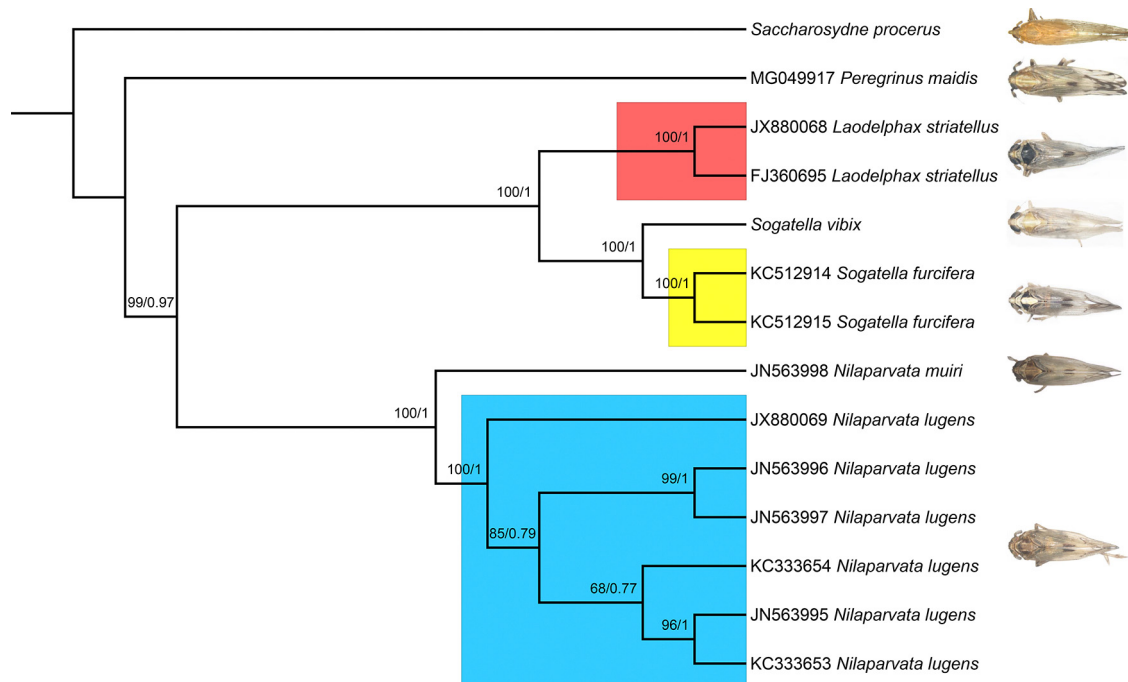 Saccharosydne procerus
MG049917 Peregrinus maidis
JX880068 Laodelphax striatellus
100/1
FJ360695 Laodelphax striatellus
100/1
Sogatella vibix
100/1
KC512914 Sogatella furcifera
100/1
99/0.97
KC512915 Sogatella furcifera
JN563998 Nilaparvata muiri
100/1
JX880069 Nilaparvata lugens
100/1
JN563996 Nilaparvata lugens
99/1
JN563997 Nilaparvata lugens
85/0.79
KC333654 Nilaparvata lugens
68/0.77
JN563995 Nilaparvata lugens
96/1
KC333653 Nilaparvata lugens